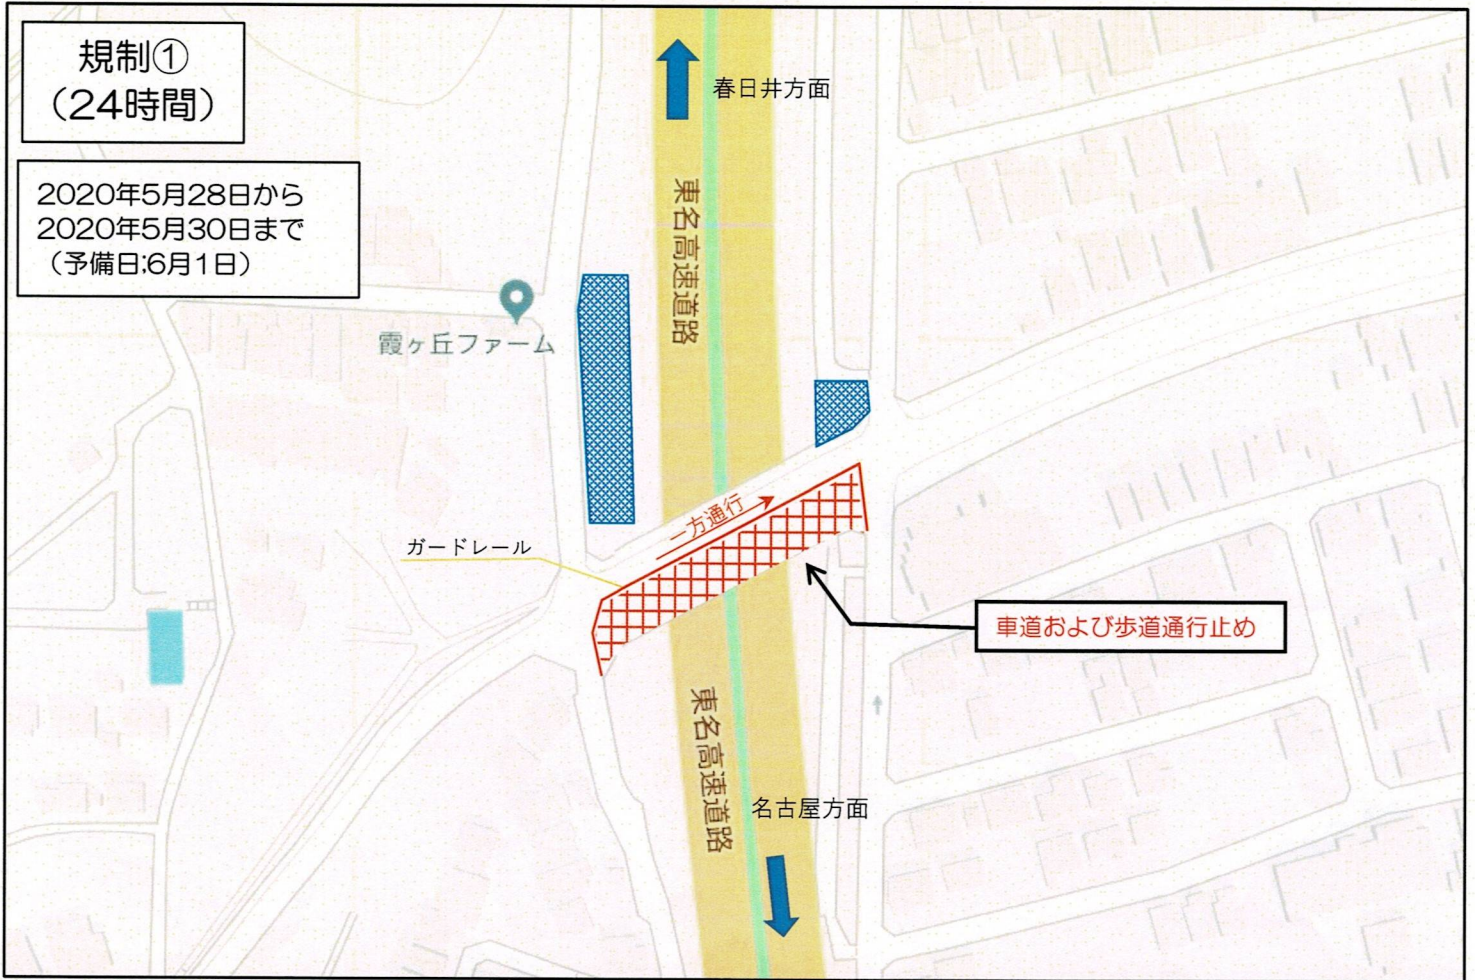 規制①
（24時間）
2020年5月28日から
2020年5月30日まで
（予備日;6月1日）
春日井方面
東名高速道路
霞ヶ丘ファーム
一方通行
ガードレール
車道および歩道通行止め
東名高速道路
名古屋方面